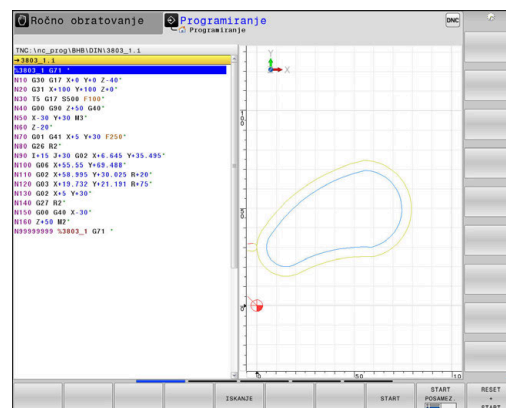 Ročno obratovanje
Programiranje
Programiranje
DNC
TNC:\nc_prog\BHB\DIN\3803_1.i
→3803_1.i
%3803_1 G71 *
N10 G30 G17 X+0 Y+0 Z-40*
N20 G31 X+100 Y+100 Z+0*
N30 T5 G17 S500 F100*
N40 G00 G90 Z+50 G40*
N50 X-30 Y+30 M3*
N60 Z-20*
N70 G01 G41 X+5 Y+30 F250*
N80 G26 R2*
N90 I+15 J+30 G02 X+6.645 Y+35.495*
N100 G06 X+55.55 Y+69.488*
N110 G02 X+58.995 Y+30.025 R+20*
N120 G03 X+19.732 Y+21.191 R+75*
N130 G02 X+5 Y+30*
N140 G27 R2*
N150 G00 G40 X-30*
N160 Z+50 M2*
N99999999 %3803_1 G71 *
Y
X
100
50
0
0
50
10
ISKANJE
START
START
POSAMEZ.
RESET
+
START